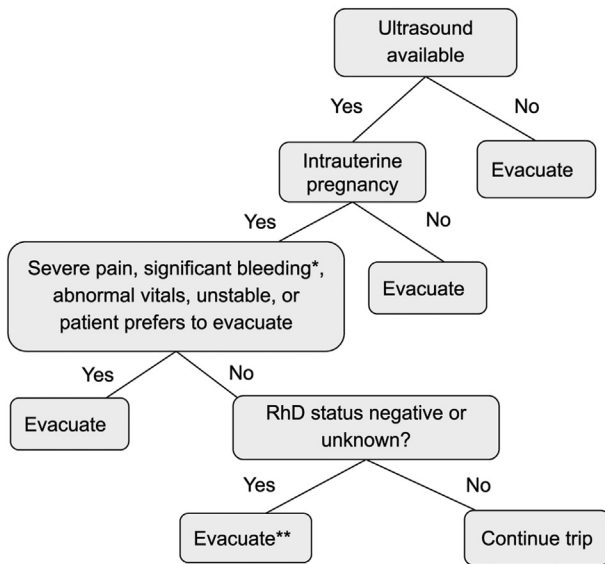 Ultrasound
available
Yes
No
Intrauterine
pregnancy
Evacuate
Yes
No
Severe pain, significant bleeding*,
abnormal vitals, unstable, or
patient prefers to evacuate
Evacuate
Yes
No
Evacuate
RhD status negative or
unknown?
Yes
No
Evacuate**
Continue trip